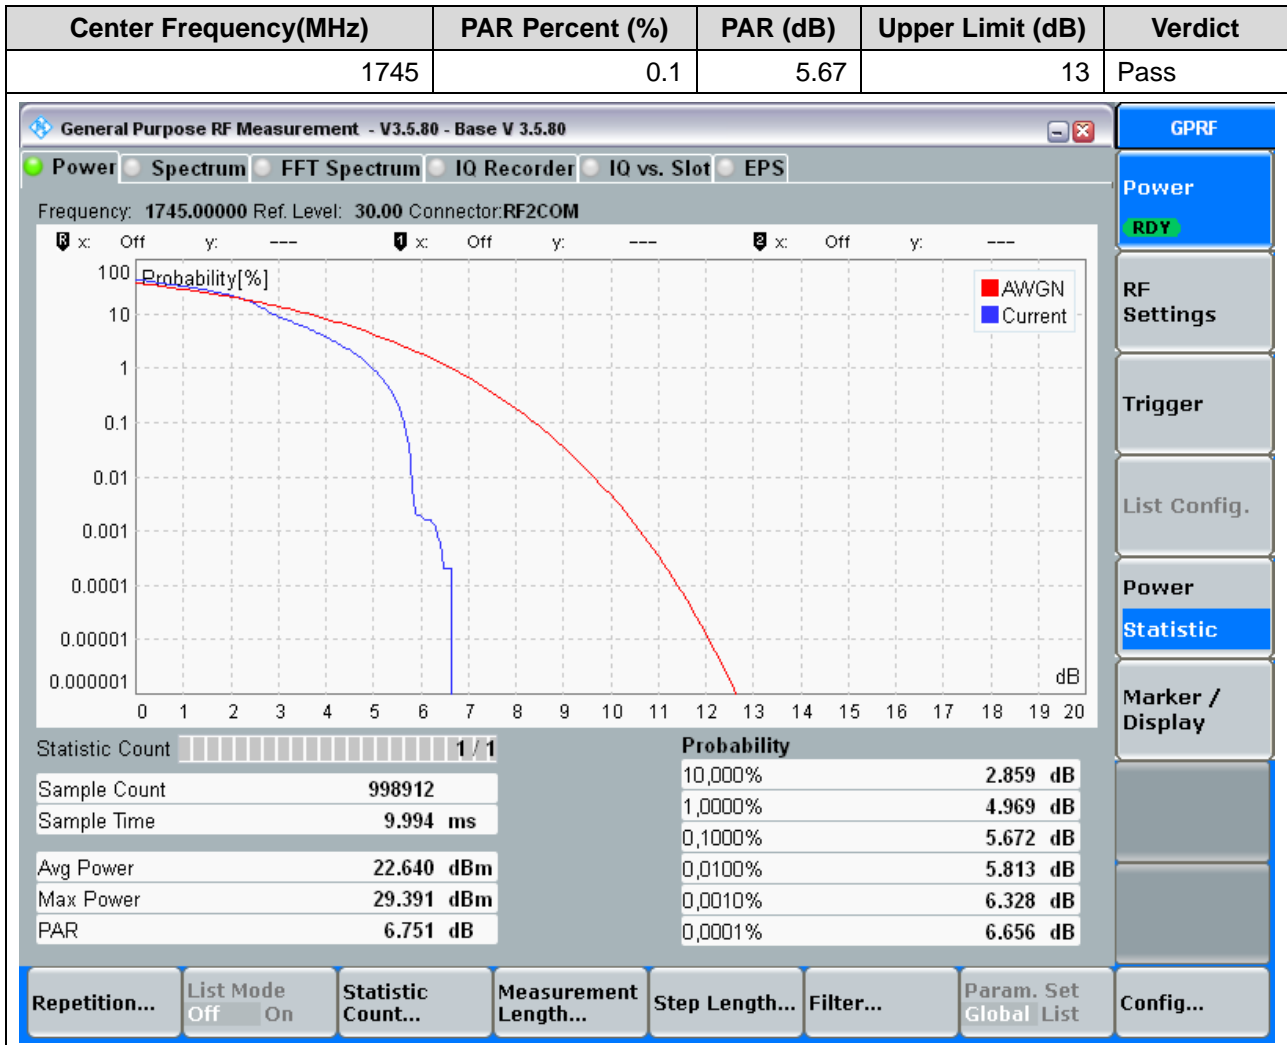 Center Frequency(MHz) PAR Percent (%) PAR (dB) Upper Limit (dB) Verdict
1745 0.1 5.67 13 Pass
General Purpose RF Measurement - V3.5.80 - Base V 3.5.80
GPRF
Power Spectrum FFT Spectrum IQ Recorder IQ vs. Slot EPS
Frequency: 1745.00000 Ref. Level: 30.00 Connector:RF2COM
R x: Off y: --- 1 x: Off y: --- 2 x: Off y: ---
Probability[%]
AWGN
Current
100
10
1
0.1
0.01
0.001
0.0001
0.00001
0.000001
dB
0 1 2 3 4 5 6 7 8 9 10 11 12 13 14 15 16 17 18 19 20
Statistic Count 1 / 1
Sample Count 998912
Sample Time 9.994 ms
Avg Power 22.640 dBm
Max Power 29.391 dBm
PAR 6.751 dB
Probability
10,000% 2.859 dB
1,0000% 4.969 dB
0,1000% 5.672 dB
0,0100% 5.813 dB
0,0010% 6.328 dB
0,0001% 6.656 dB
Power
RDY
RF
Settings
Trigger
List Config.
Power
Statistic
Marker /
Display
Repetition...
List Mode
Off On
Statistic
Count...
Measurement
Length...
Step Length...
Filter...
Param. Set
Global List
Config...